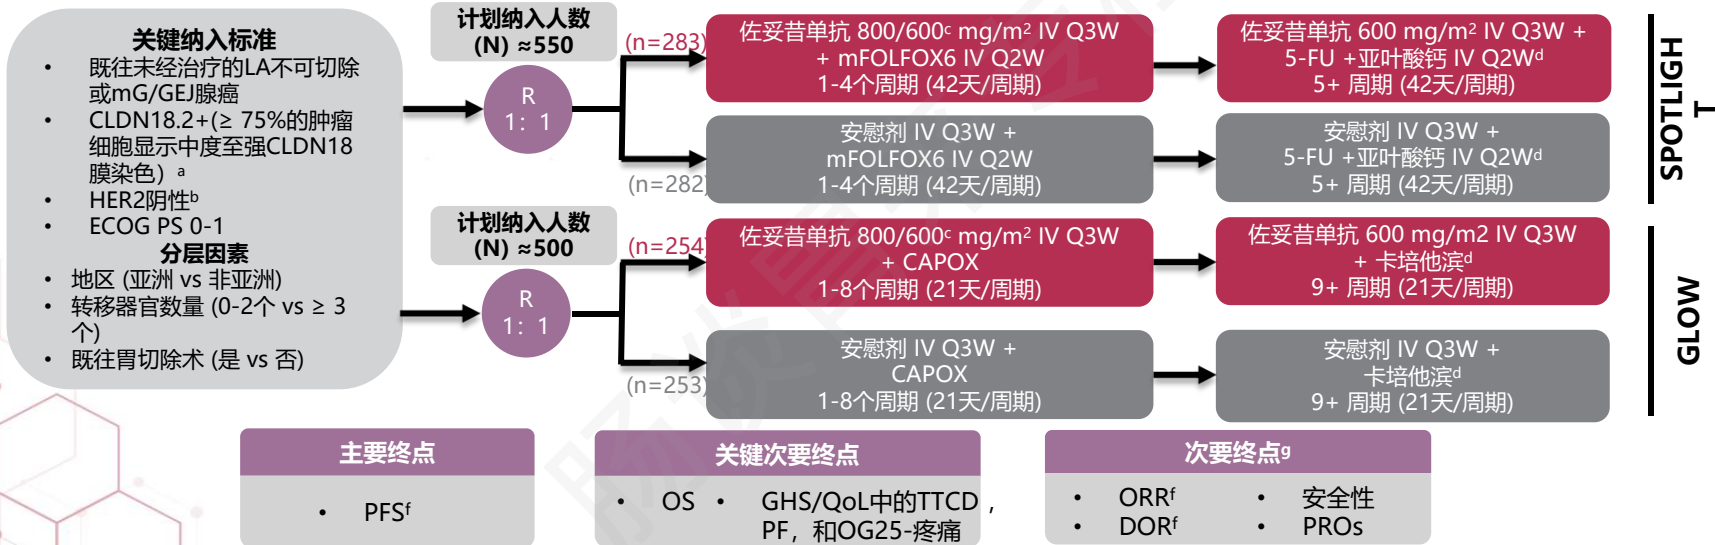 关键纳入标准
• 既往未经治疗的LA不可切除
或mG/GEJ腺癌
• CLDN18.2+(≥ 75%的肿瘤
细胞显示中度至强CLDN18
膜染色）a
• HER2阴性b
• ECOG PS 0-1
分层因素
• 地区 (亚洲 vs 非亚洲)
• 转移器官数量 (0-2个 vs ≥ 3
个)
• 既往胃切除术 (是 vs 否)
计划纳入人数
(N) ≈550
R
1：1
(n=283)
佐妥昔单抗 800/600c mg/m2 IV Q3W
+ mFOLFOX6 IV Q2W
1-4个周期 (42天/周期)
佐妥昔单抗 600 mg/m2 IV Q3W +
5-FU +亚叶酸钙 IV Q2Wd
5+ 周期 (42天/周期)
(n=282)
安慰剂 IV Q3W +
mFOLFOX6 IV Q2W
1-4个周期 (42天/周期)
安慰剂 IV Q3W +
5-FU +亚叶酸钙 IV Q2Wd
5+ 周期 (42天/周期)
SPOTLIGH
T
计划纳入人数
(N) ≈500
R
1：1
(n=254)
佐妥昔单抗 800/600c mg/m2 IV Q3W
+ CAPOX
1-8个周期 (21天/周期)
佐妥昔单抗 600 mg/m2 IV Q3W
+ 卡培他滨d
9+ 周期 (21天/周期)
(n=253)
安慰剂 IV Q3W +
CAPOX
1-8个周期 (21天/周期)
安慰剂 IV Q3W +
卡培他滨d
9+ 周期 (21天/周期)
GLOW
主要终点
• PFSf
关键次要终点
• OS • GHS/QoL中的TTCD，
PF，和OG25-疼痛
次要终点g
• ORRf • 安全性
• DORf • PROs